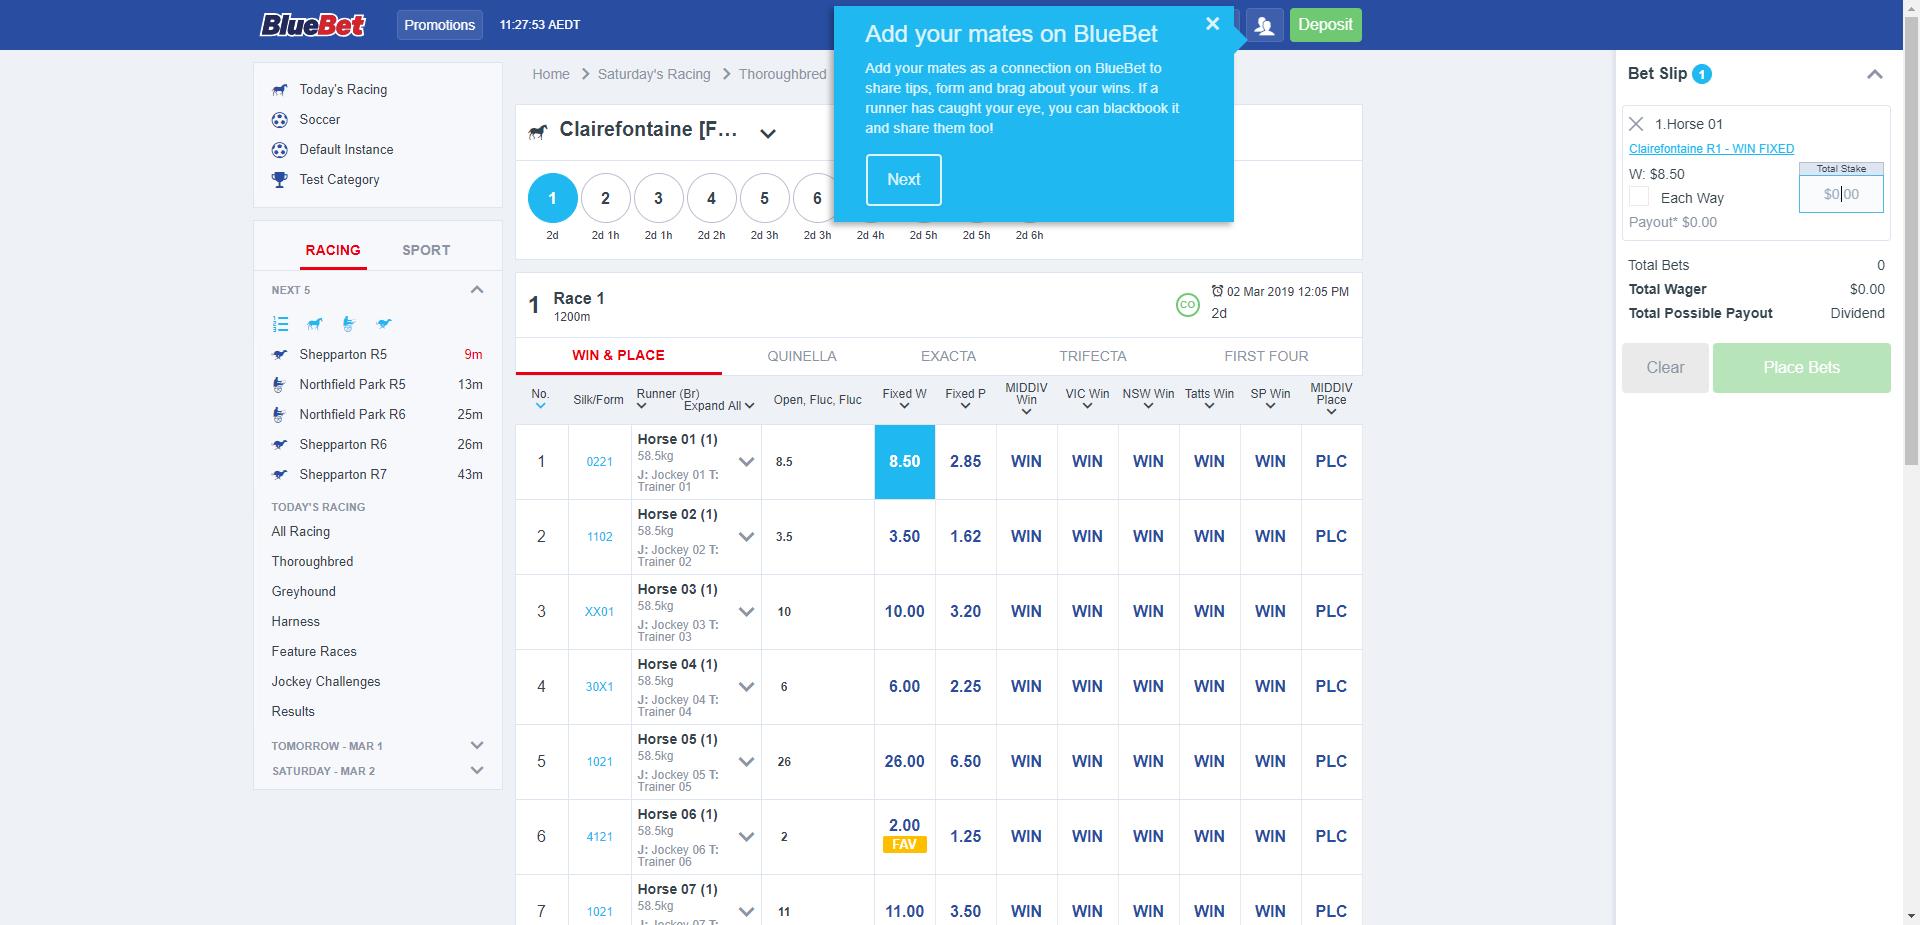 BlueBet
Promotions
11:27:53 AEDT
Deposit
Add your mates on BlueBet
Add your mates as a connection on BlueBet to
share tips, form and brag about your wins. If a
runner has caught your eye, you can blackbook it
and share them too!
Next
Today's Racing
Soccer
Default Instance
Test Category
RACING SPORT
NEXT 5
Shepparton R5 9m
Northfield Park R5 13m
Northfield Park R6 25m
Shepparton R6 26m
Shepparton R7 43m
TODAY'S RACING
All Racing
Thoroughbred
Greyhound
Harness
Feature Races
Jockey Challenges
Results
TOMORROW - MAR 1
SATURDAY - MAR 2
Home Saturday's Racing Thoroughbred
Clairefontaine [F...
1 2 3 4 5 6
2d 2d 1h 2d 1h 2d 2h 2d 3h 2d 3h 2d 4h 2d 5h 2d 5h 2d 6h
1 Race 1
1200m
CO
02 Mar 2019 12:05 PM
2d
WIN & PLACE QUINELLA EXACTA TRIFECTA FIRST FOUR
No. Silk/Form Runner (Br) Expand All Open, Fluc, Fluc Fixed W Fixed P MIDDIV Win VIC Win NSW Win Tatts Win SP Win MIDDIV Place
1 0221 Horse 01 (1) 8.5 8.50 2.85 WIN WIN WIN WIN WIN PLC
58.5kg
J: Jockey 01 T:
Trainer 01
2 1102 Horse 02 (1) 3.5 3.50 1.62 WIN WIN WIN WIN WIN PLC
58.5kg
J: Jockey 02 T:
Trainer 02
3 XX01 Horse 03 (1) 10 10.00 3.20 WIN WIN WIN WIN WIN PLC
58.5kg
J: Jockey 03 T:
Trainer 03
4 30X1 Horse 04 (1) 6 6.00 2.25 WIN WIN WIN WIN WIN PLC
58.5kg
J: Jockey 04 T:
Trainer 04
5 1021 Horse 05 (1) 26 26.00 6.50 WIN WIN WIN WIN WIN PLC
58.5kg
J: Jockey 05 T:
Trainer 05
6 4121 Horse 06 (1) 2 2.00 FAV 1.25 WIN WIN WIN WIN WIN PLC
58.5kg
J: Jockey 06 T:
Trainer 06
7 1021 Horse 07 (1) 11 11.00 3.50 WIN WIN WIN WIN WIN PLC
58.5kg
J: Jockey 07 T:
Bet Slip 1
1.Horse 01
Clairefontaine R1 - WIN FIXED
W: $8.50
Total Stake
$0.00
Each Way
Payout* $0.00
Total Bets 0
Total Wager $0.00
Total Possible Payout Dividend
Clear
Place Bets